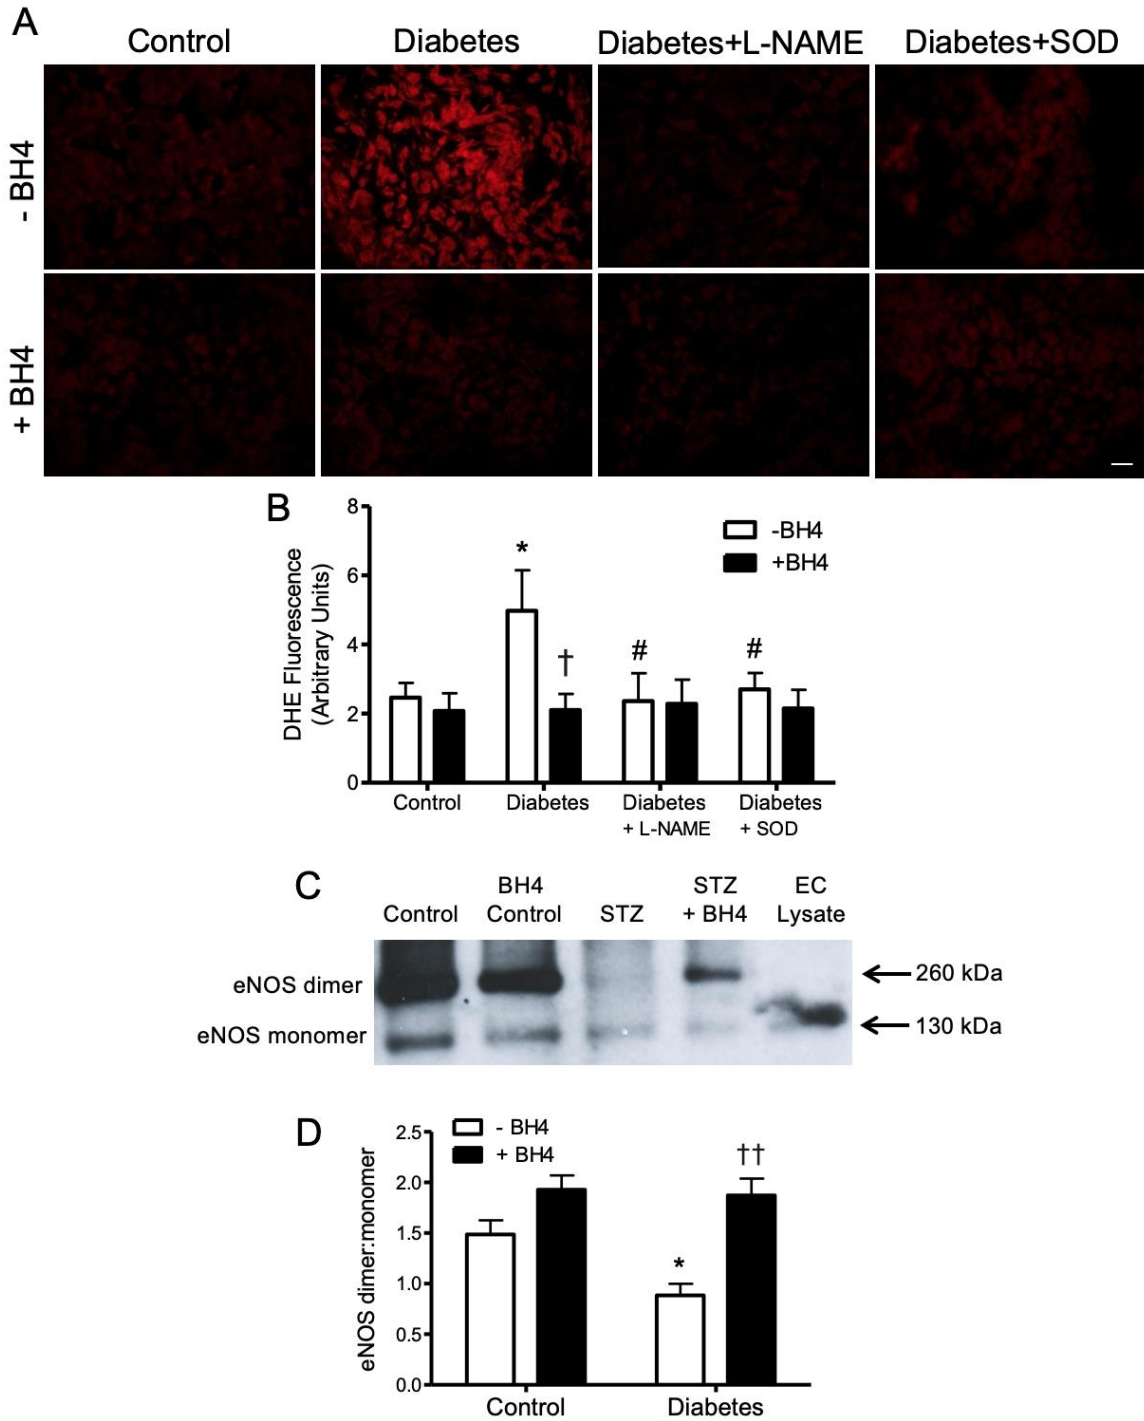 A
Control
Diabetes
Diabetes+L-NAME
Diabetes+SOD
- BH4
+ BH4
B
8
6
4
2
0
DHE Fluorescence
(Arbitrary Units)
-BH4
+BH4
*
†
#
#
Control
Diabetes
Diabetes
+ L-NAME
Diabetes
+ SOD
C
Control
BH4
Control
STZ
STZ
+ BH4
EC
Lysate
eNOS dimer
eNOS monomer
260 kDa
130 kDa
D
2.5
2.0
1.5
1.0
0.5
0.0
eNOS dimer:monomer
- BH4
+ BH4
*
††
Control
Diabetes